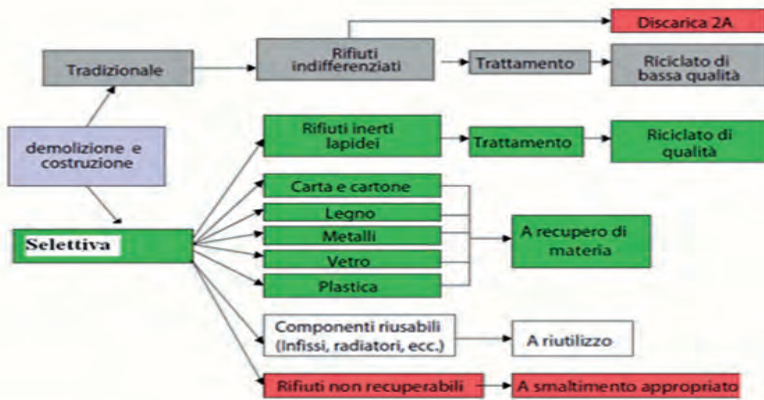 Discarica 2A
Rifiuti
indifferenziati
Tradizionale
Trattamento
Riciclato di
bassa qualità
demolizione e
costruzione
Rifiuti inerti
lapidei
Trattamento
Riciclato di
qualità
Carta e cartone
Legno
Metalli
Vetro
Plastica
A recupero di
materia
Selettiva
Componenti riusabili
(Infissi, radiatori, ecc.)
A riutilizzo
Rifiuti non recuperabili
A smaltimento appropriato